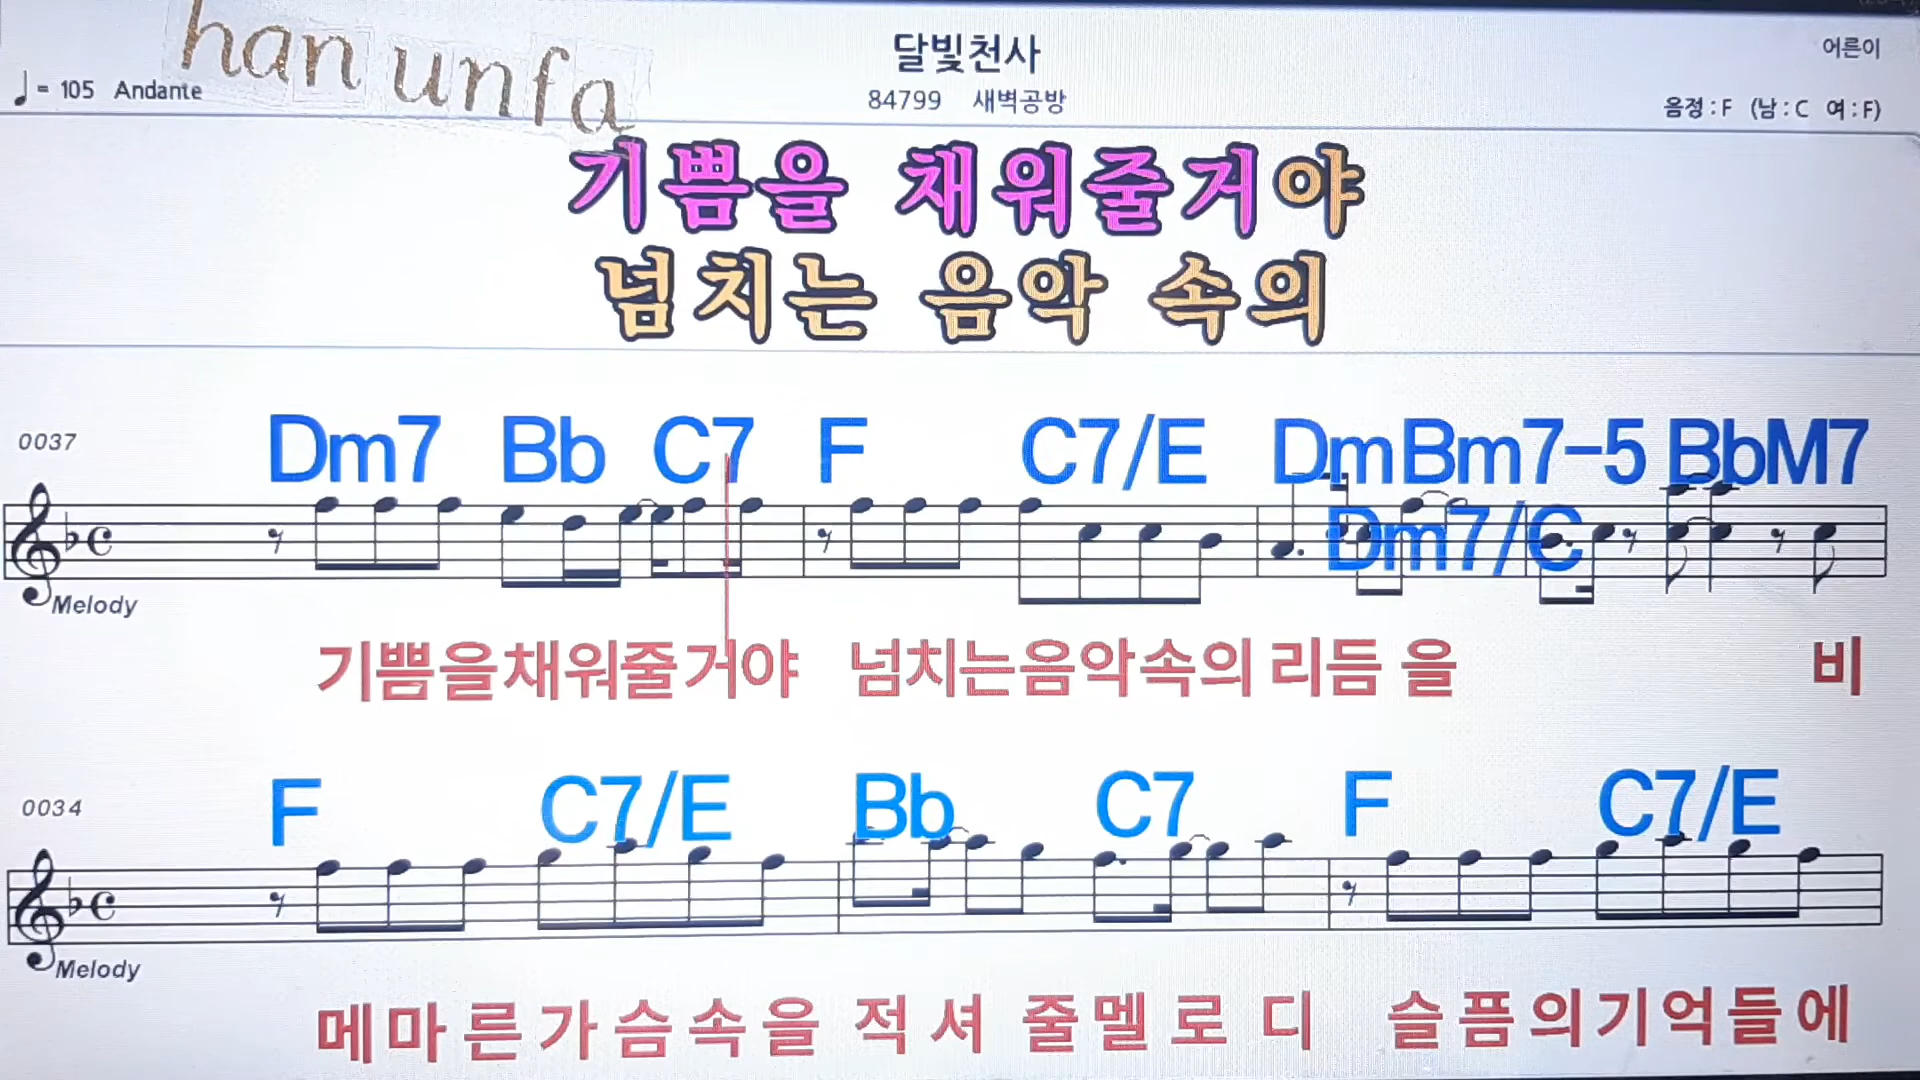 han unfa
♩= 105 Andante
달빛천사
84799 새벽공방
어른이
음정 : F (남 : C 여 : F)
기쁨을 채워줄거야
넘치는 음악 속의
0037
Dm7 Bb C7 F C7/E Dm Bm7-5 BbM7
Dm7/C
Melody
기쁨을채워줄거야 넘치는음악속의 리듬 을 비
0034
F C7/E Bb C7 F C7/E
Melody
메마른가슴속을 적 셔 줄멜로 디 슬픔의기억들에